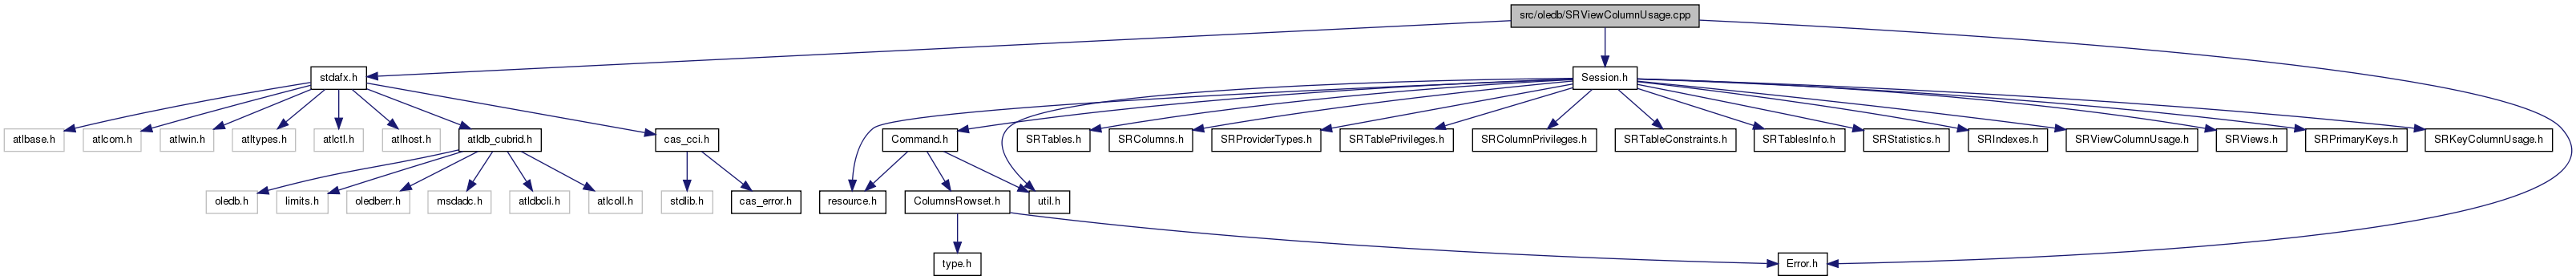 src/oledb/SRViewColumnUsage.cpp
stdafx.h
Session.h
atlbase.h
atlcom.h
atlwin.h
atltypes.h
atlctl.h
atlhost.h
atldb_cubrid.h
cas_cci.h
Command.h
SRTables.h
SRColumns.h
SRProviderTypes.h
SRTablePrivileges.h
SRColumnPrivileges.h
SRTableConstraints.h
SRTablesInfo.h
SRStatistics.h
SRIndexes.h
SRViewColumnUsage.h
SRViews.h
SRPrimaryKeys.h
SRKeyColumnUsage.h
oledb.h
limits.h
oledberr.h
msdadc.h
atldbcli.h
atlcoll.h
stdlib.h
cas_error.h
resource.h
ColumnsRowset.h
util.h
type.h
Error.h